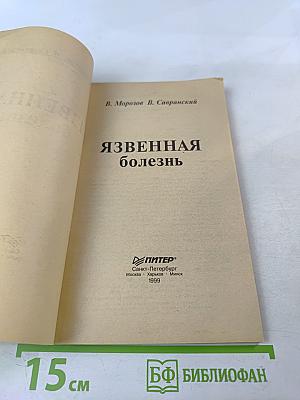 В. Морозов В. Савранский
ЯЗВЕННАЯ
болезнь
ПИТЕР®
Санкт-Петербург
Москва · Харьков · Минск
1999
15 см
БФ БИБЛИОФАН